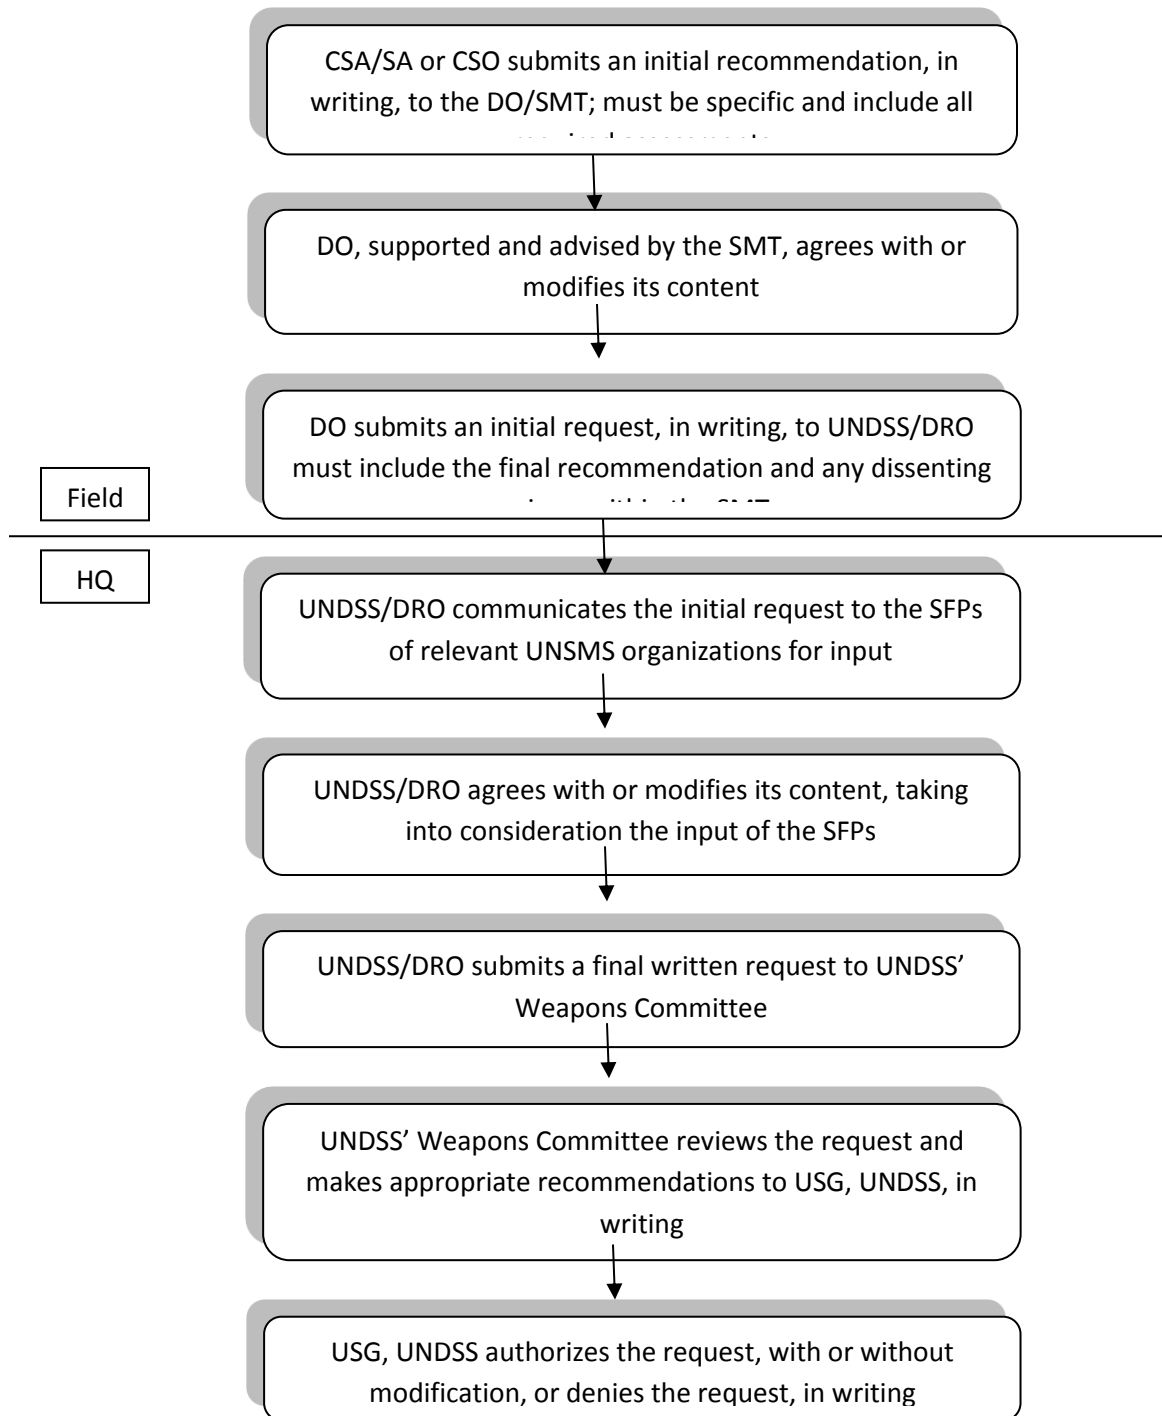 CSA/SA or CSO submits an initial recommendation, in
writing, to the DO/SMT; must be specific and include all
DO, supported and advised by the SMT, agrees with or
modifies its content
DO submits an initial request, in writing, to UNDSS/DRO
must include the final recommendation and any dissenting
within the SMT
Field
HQ
UNDSS/DRO communicates the initial request to the SFPs
of relevant UNSMS organizations for input
UNDSS/DRO agrees with or modifies its content, taking
into consideration the input of the SFPs
UNDSS/DRO submits a final written request to UNDSS’
Weapons Committee
UNDSS’ Weapons Committee reviews the request and
makes appropriate recommendations to USG, UNDSS, in
writing
USG, UNDSS authorizes the request, with or without
modification, or denies the request, in writing